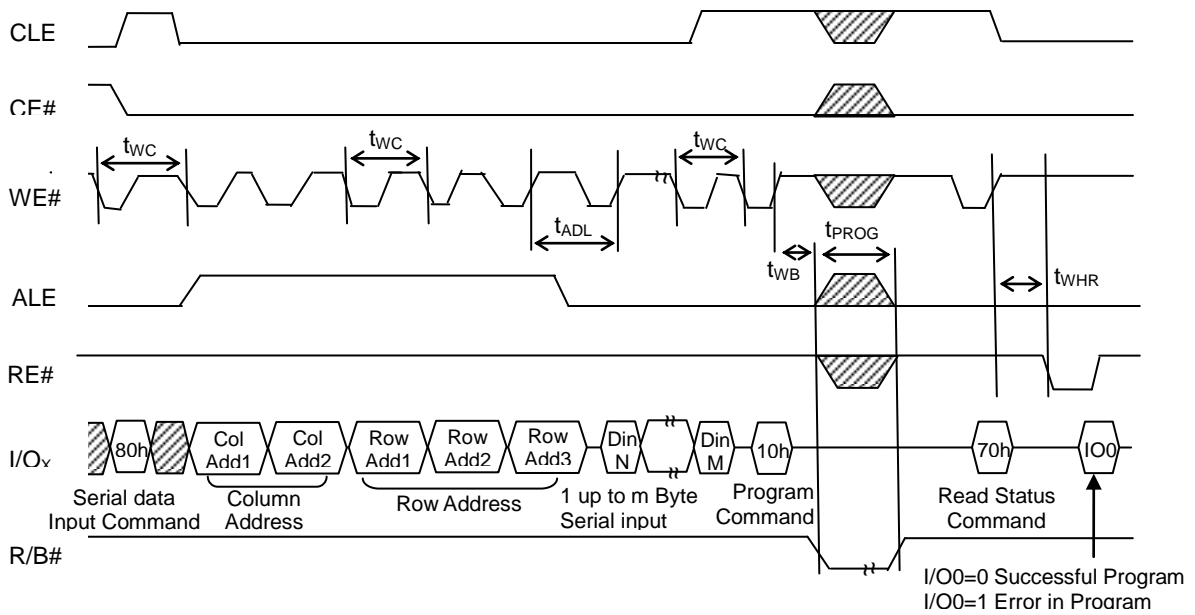 CLE
CE#
tWC
tWC
tWC
WE#
tADL
tPROG
tWB
tWHR
ALE
RE#
I/Ox
80h
Col Add1
Col Add2
Row Add1
Row Add2
Row Add3
Din N
Din M
10h
70h
IO0
Serial data
Input Command
Column
Address
Row Address
1 up to m Byte
Serial input
Program
Command
Read Status
Command
R/B#
I/O0=0 Successful Program
I/O0=1 Error in Program